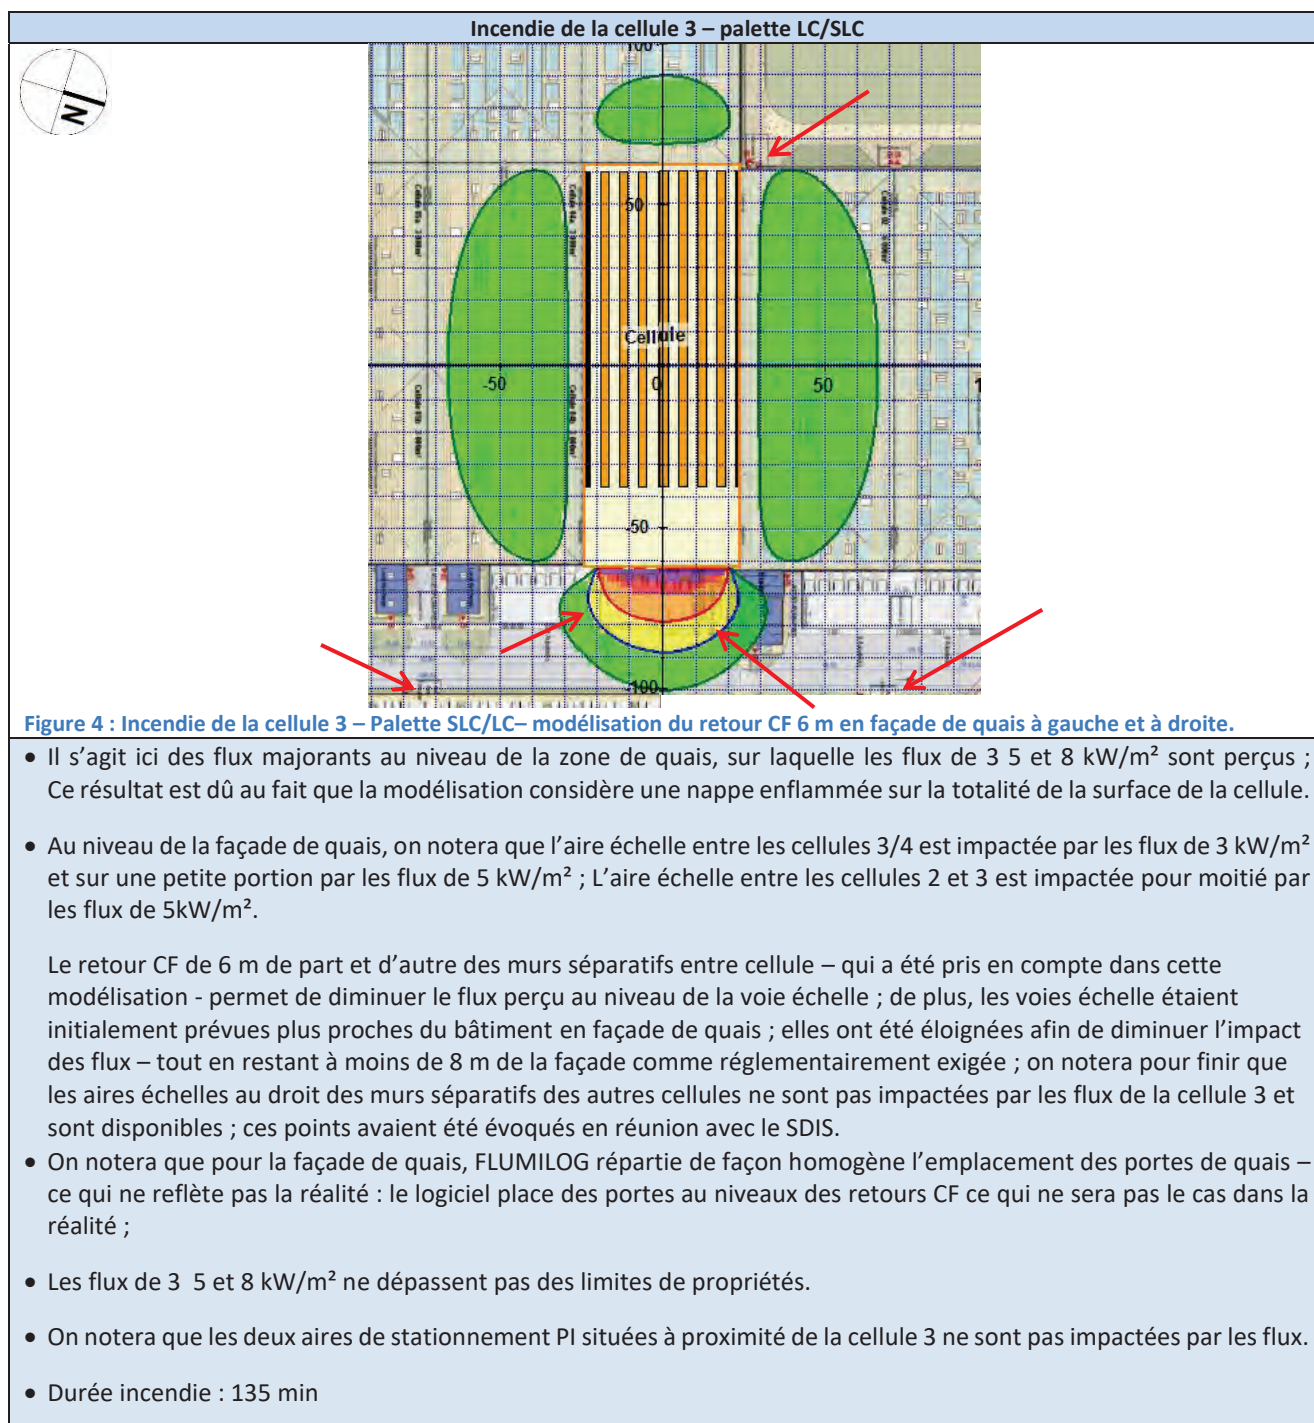 Incendie de la cellule 3 – palette LC/SLC
N
100
50
Cellule
-50
0
50
1
-50
-100
Figure 4 : Incendie de la cellule 3 – Palette SLC/LC– modélisation du retour CF 6 m en façade de quais à gauche et à droite.
• Il s’agit ici des flux majorants au niveau de la zone de quais, sur laquelle les flux de 3 5 et 8 kW/m² sont perçus ;
Ce résultat est dû au fait que la modélisation considère une nappe enflammée sur la totalité de la surface de la cellule.
• Au niveau de la façade de quais, on notera que l’aire échelle entre les cellules 3/4 est impactée par les flux de 3 kW/m²
et sur une petite portion par les flux de 5 kW/m² ; L’aire échelle entre les cellules 2 et 3 est impactée pour moitié par
les flux de 5kW/m².
Le retour CF de 6 m de part et d’autre des murs séparatifs entre cellule – qui a été pris en compte dans cette
modélisation - permet de diminuer le flux perçu au niveau de la voie échelle ; de plus, les voies échelle étaient
initialement prévues plus proches du bâtiment en façade de quais ; elles ont été éloignées afin de diminuer l’impact
des flux – tout en restant à moins de 8 m de la façade comme réglementairement exigée ; on notera pour finir que
les aires échelles au droit des murs séparatifs des autres cellules ne sont pas impactées par les flux de la cellule 3 et
sont disponibles ; ces points avaient été évoqués en réunion avec le SDIS.
• On notera que pour la façade de quais, FLUMILOG répartie de façon homogène l’emplacement des portes de quais –
ce qui ne reflète pas la réalité : le logiciel place des portes au niveaux des retours CF ce qui ne sera pas le cas dans la
réalité ;
• Les flux de 3 5 et 8 kW/m² ne dépassent pas des limites de propriétés.
• On notera que les deux aires de stationnement PI situées à proximité de la cellule 3 ne sont pas impactées par les flux.
• Durée incendie : 135 min